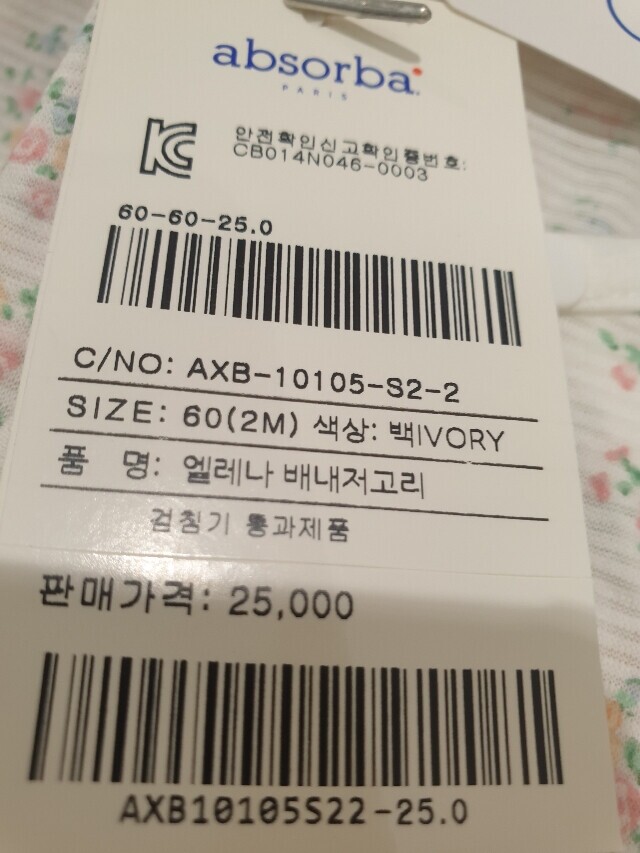 absorba
PARIS
안전확인신고확인증번호:
CB014N046-0003
60-60-25.0
C/NO: AXB-10105-S2-2
SIZE: 60(2M) 색상: 백IVORY
품 명: 엘레나 배내저고리
검침기 통과제품
판매가격: 25,000
AXB10105S22-25.0